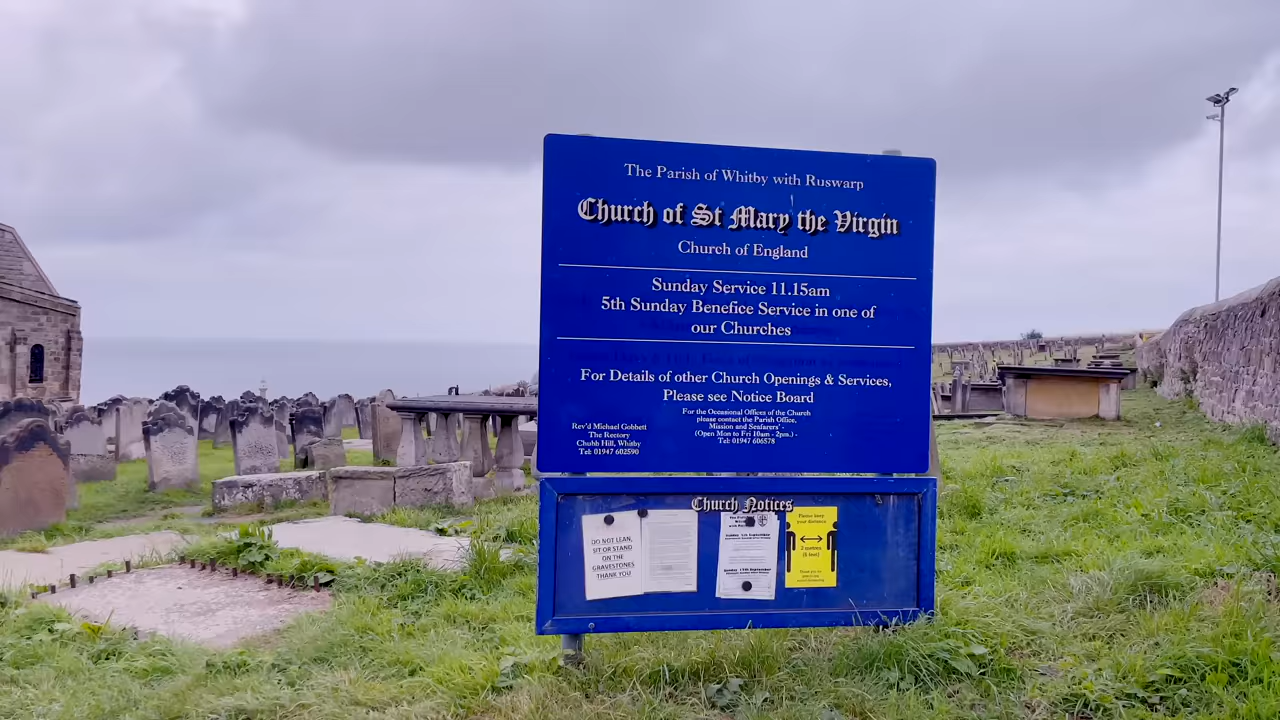 The Parish of Whitby with Ruswarp
Church of St Mary the Virgin
Church of England
Sunday Service 11.15am
5th Sunday Benefice Service in one of
our Churches
For Details of other Church Openings & Services,
Please see Notice Board
For the Occasional Offices of the Church
please contact the Parish Office,
Mission and Seafarers' -
(Open Mon to Fri 10am - 2pm.) -
Tel: 01947 606578
Rev'd Michael Gobbett
The Rectory
Chubb Hill, Whitby
Tel: 01947 602590
Church Notices
DO NOT LEAN,
SIT OR STAND
ON THE
GRAVESTONES
THANK YOU
Please keep
your distance
2 metres
(6 feet)
Thank you